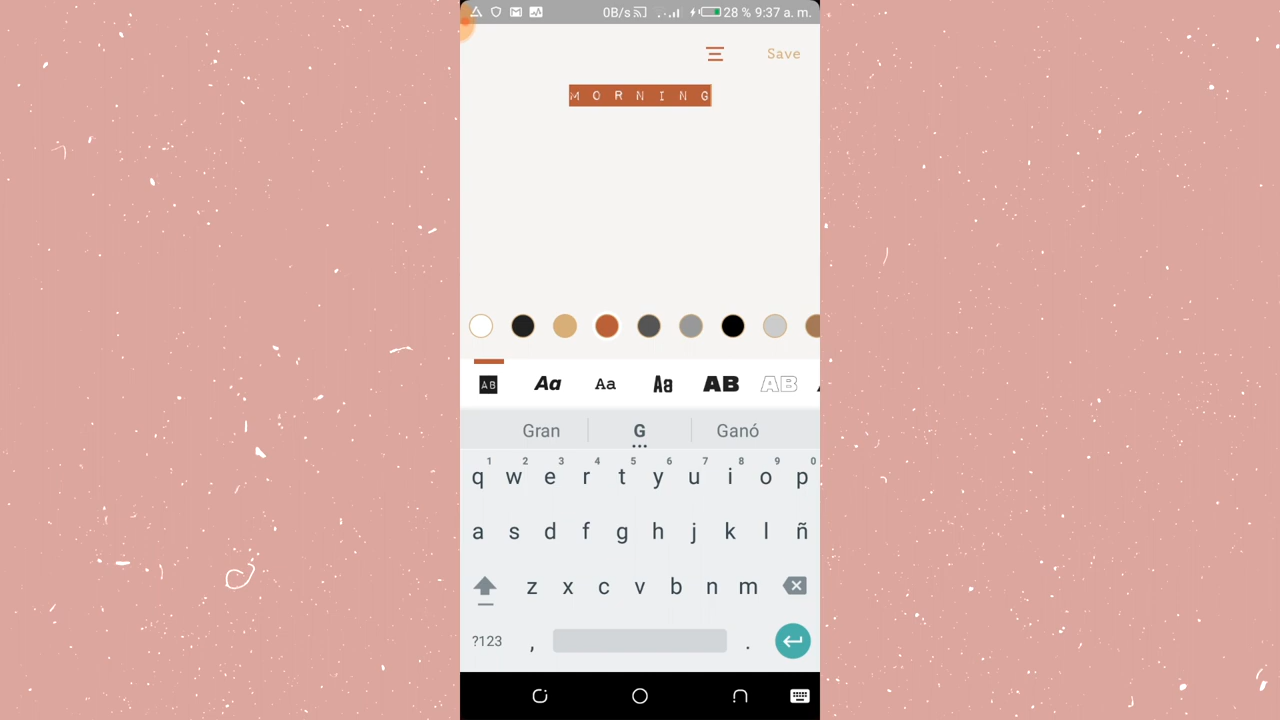 0B/s 28 % 9:37 a. m.
Save
M O R N I N G
AB Aa Aa Aa AB AB
Gran G Ganó
1 2 3 4 5 6 7 8 9 0
q w e r t y u i o p
a s d f g h j k l ñ
z x c v b n m
?123 , .